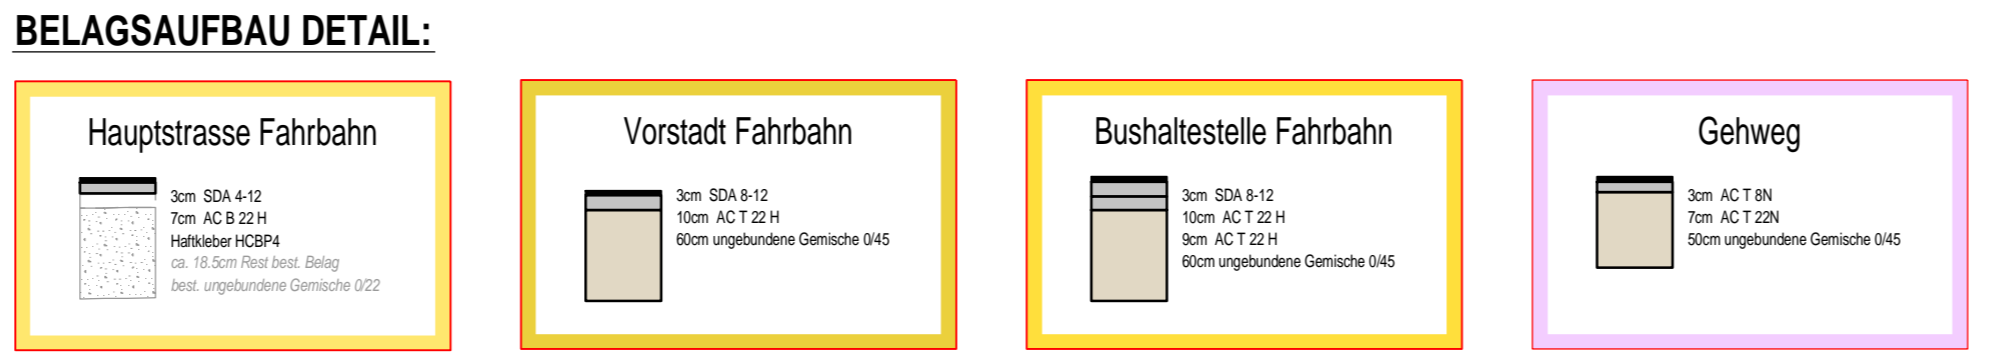 BELAGSAUFBAU DETAIL:
Hauptstrasse Fahrbahn
3cm SDA 4-12
7cm AC B 22 H
Haftkleber HCBP4
ca. 18.5cm Rest best. Belag
best. ungebundene Gemische 0/22
Vorstadt Fahrbahn
3cm SDA 8-12
10cm AC T 22 H
60cm ungebundene Gemische 0/45
Bushaltestelle Fahrbahn
3cm SDA 8-12
10cm AC T 22 H
9cm AC T 22 H
60cm ungebundene Gemische 0/45
Gehweg
3cm AC T 8N
7cm AC T 22N
50cm ungebundene Gemische 0/45